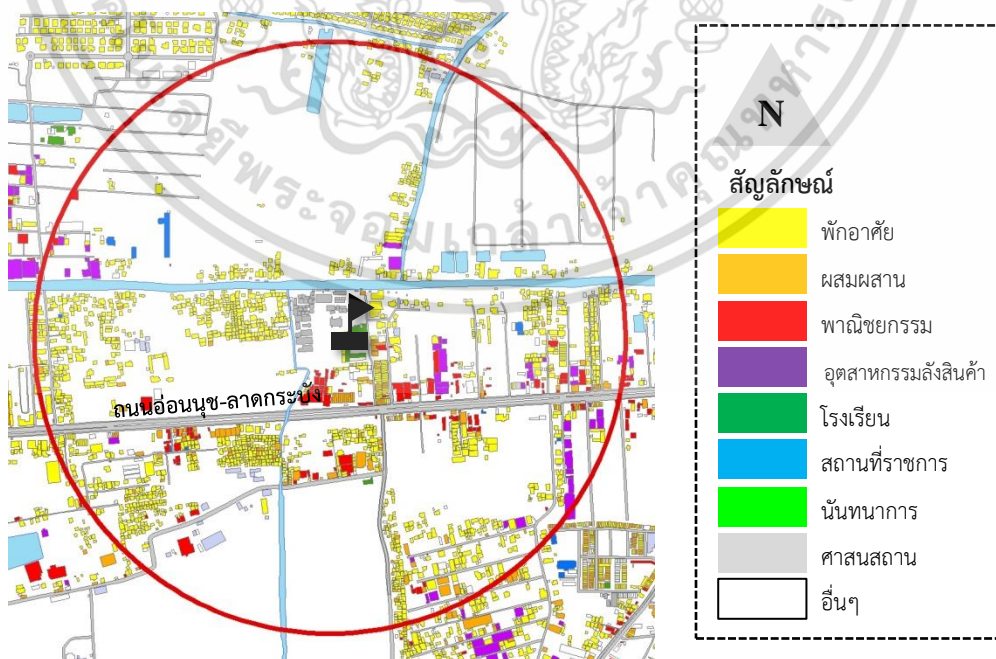 ถนนอ่อนนุช-ลาดกระบัง
N
สัญลักษณ์
พักอาศัย
ผสมผสาน
พาณิชยกรรม
อุตสาหกรรมลังสินค้า
โรงเรียน
สถานที่ราชการ
นันทนาการ
ศาสนสถาน
อื่นๆ